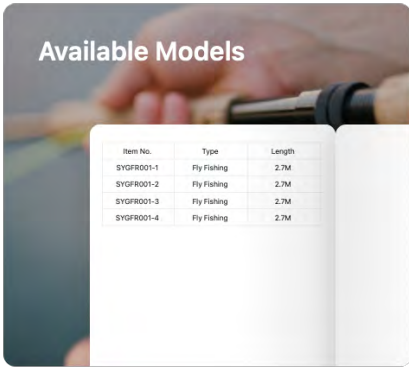 Available Models
Item No. Type Length
SYGFR001-1 Fly Fishing 2.7M
SYGFR001-2 Fly Fishing 2.7M
SYGFR001-3 Fly Fishing 2.7M
SYGFR001-4 Fly Fishing 2.7M